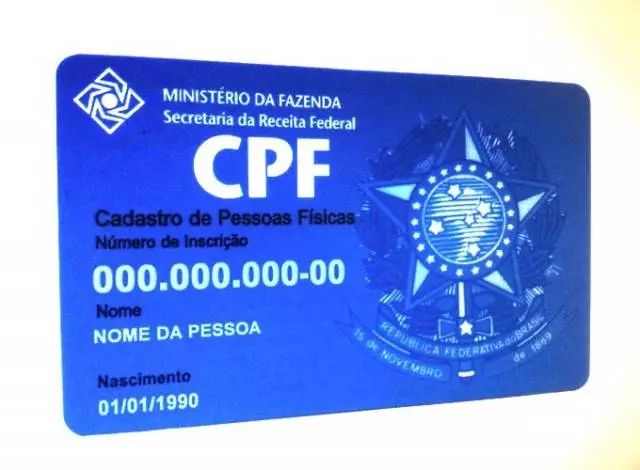 MINISTÉRIO DA FAZENDA
Secretaria da Receita Federal
CPF
Cadastro de Pessoas Físicas
Número de Inscrição
000.000.000-00
Nome
NOME DA PESSOA
Nascimento
01/01/1990
REPUBLICA FEDERATIVA do BRASIL
15 de NOVEMBRO de 1889